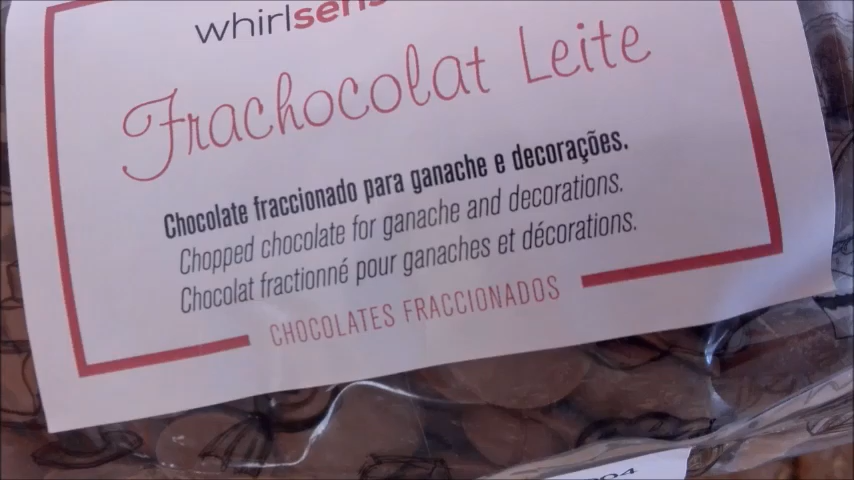 whirlsens
Frachocolat Leite
Chocolate fraccionado para ganache e decorações.
Chopped chocolate for ganache and decorations.
Chocolat fractionné pour ganaches et décorations.
CHOCOLATES FRACCIONADOS